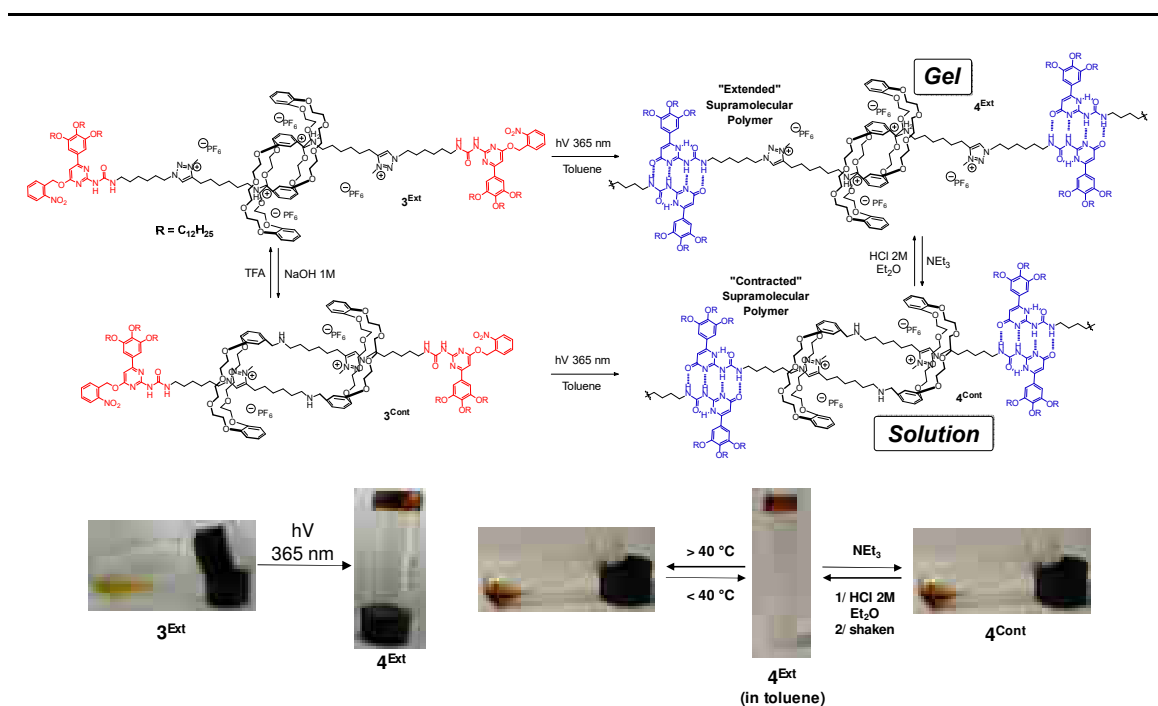 "Extended"
Supramolecular
Polymer
Gel
4Ext
hV 365 nm
Toluene
3Ext
R = C12H25
TFA
NaOH 1M
HCl 2M
Et2O
NEt3
"Contracted"
Supramolecular
Polymer
hV 365 nm
Toluene
3Cont
4Cont
Solution
hV
365 nm
3Ext
4Ext
> 40 °C
< 40 °C
4Ext
(in toluene)
NEt3
1/ HCl 2M
Et2O
2/ shaken
4Cont